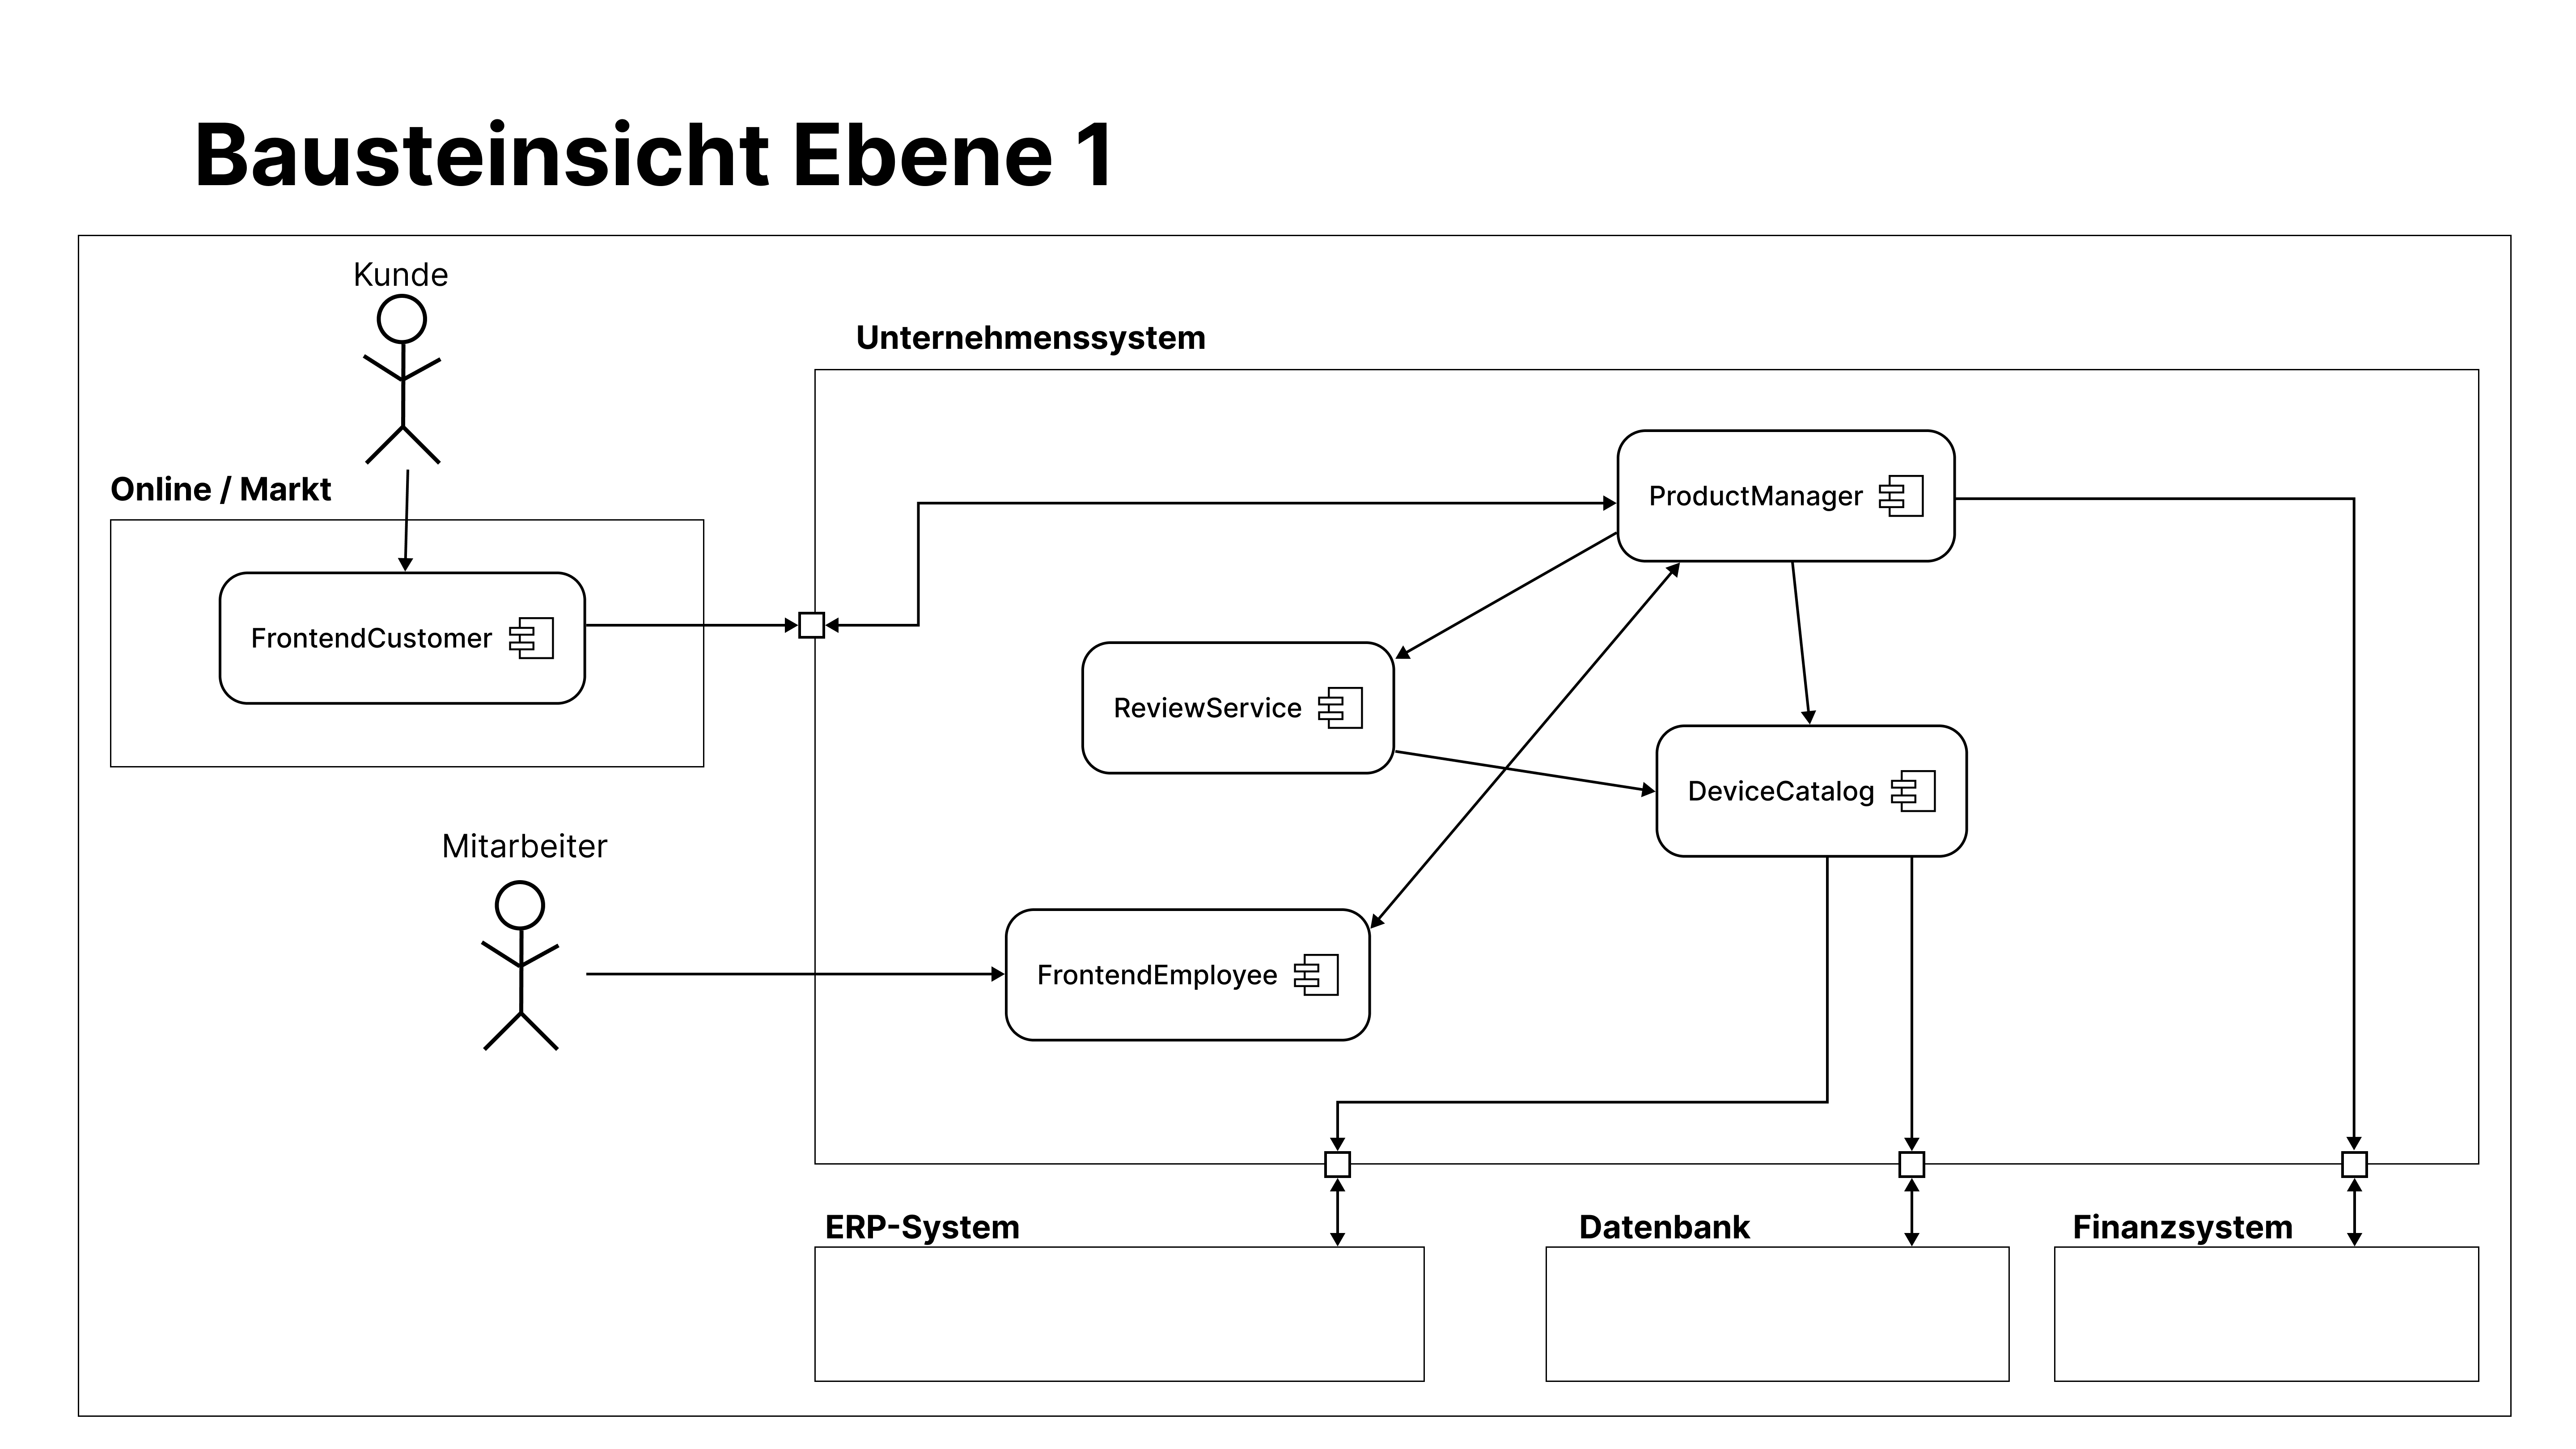 Bausteinsicht Ebene 1
Kunde
Unternehmenssystem
Online / Markt
ProductManager
FrontendCustomer
ReviewService
DeviceCatalog
Mitarbeiter
FrontendEmployee
ERP-System
Datenbank
Finanzsystem